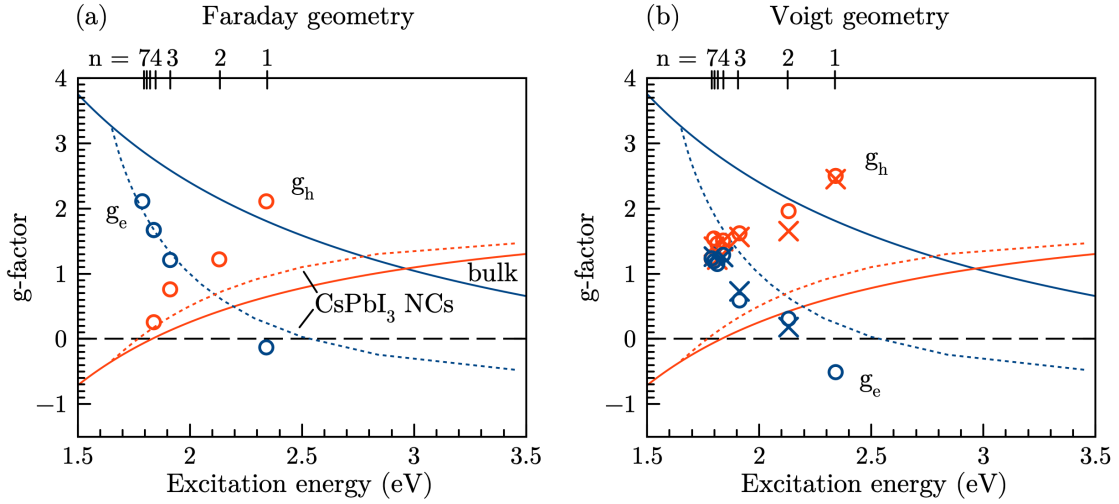 (a) Faraday geometry
n = 7 4 3 2 1
4
3
2
1
0
−1
g-factor
g_h
g_e
bulk
CsPbI_3 NCs
1.5 2 2.5 3 3.5
Excitation energy (eV)
(b) Voigt geometry
n = 7 4 3 2 1
4
3
2
1
0
−1
g-factor
g_h
g_e
1.5 2 2.5 3 3.5
Excitation energy (eV)